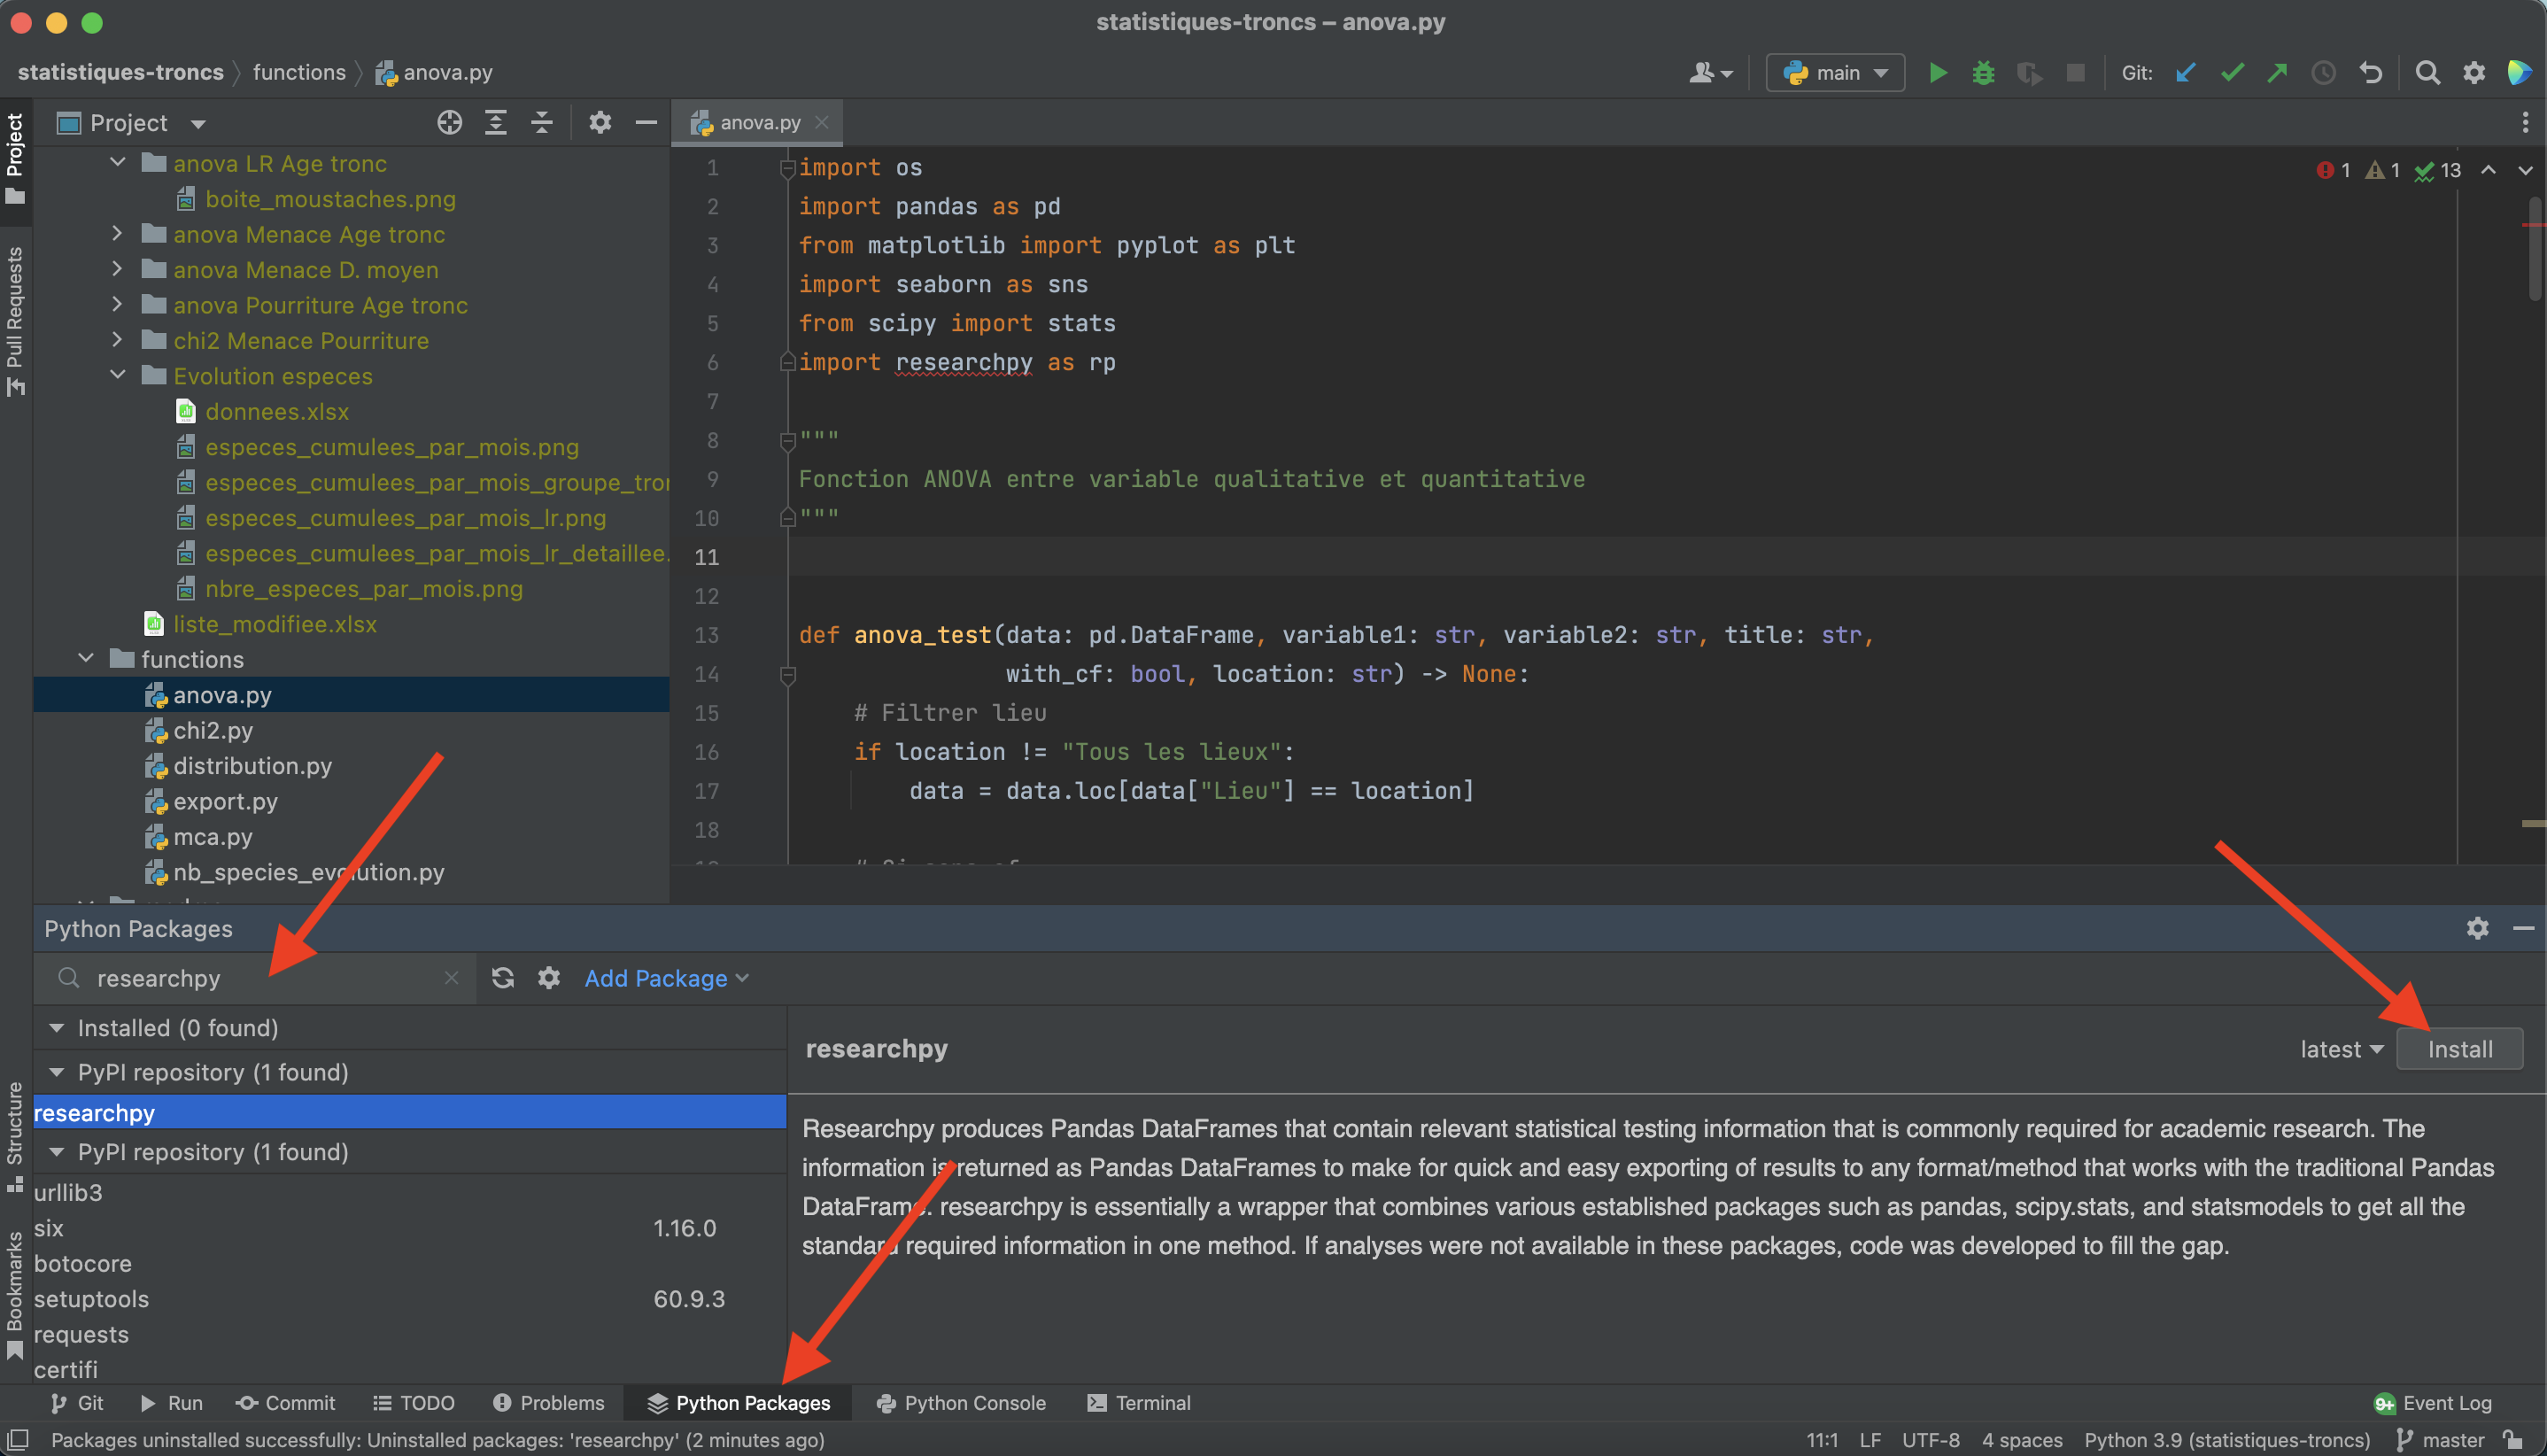 statistiques-troncs – anova.py
statistiques-troncs functions anova.py
main
Git:
Project
Project
Pull Requests
Structure
Bookmarks
anova LR Age tronc
boite_moustaches.png
anova Menace Age tronc
anova Menace D. moyen
anova Pourriture Age tronc
chi2 Menace Pourriture
Evolution especes
donnees.xlsx
especes_cumulees_par_mois.png
especes_cumulees_par_mois_groupe_tror
especes_cumulees_par_mois_lr.png
especes_cumulees_par_mois_lr_detaillee.
nbre_especes_par_mois.png
liste_modifiee.xlsx
functions
anova.py
chi2.py
distribution.py
export.py
mca.py
nb_species_evolution.py
anova.py
1 1 13
1 import os
2 import pandas as pd
3 from matplotlib import pyplot as plt
4 import seaborn as sns
5 from scipy import stats
6 import researchpy as rp
7
8 """
9 Fonction ANOVA entre variable qualitative et quantitative
10 """
11
12
13 def anova_test(data: pd.DataFrame, variable1: str, variable2: str, title: str,
14 with_cf: bool, location: str) -> None:
15 # Filtrer lieu
16 if location != "Tous les lieux":
17 data = data.loc[data["Lieu"] == location]
18
Python Packages
researchpy
Add Package
Installed (0 found)
PyPI repository (1 found)
researchpy
PyPI repository (1 found)
urllib3
six 1.16.0
botocore
setuptools 60.9.3
requests
certifi
researchpy
latest Install
Researchpy produces Pandas DataFrames that contain relevant statistical testing information that is commonly required for academic research. The
information is returned as Pandas DataFrames to make for quick and easy exporting of results to any format/method that works with the traditional Pandas
DataFrame. researchpy is essentially a wrapper that combines various established packages such as pandas, scipy.stats, and statsmodels to get all the
standard required information in one method. If analyses were not available in these packages, code was developed to fill the gap.
Git Run Commit TODO Problems Python Packages Python Console Terminal 9+ Event Log
Packages uninstalled successfully: Uninstalled packages: 'researchpy' (2 minutes ago) 11:1 LF UTF-8 4 spaces Python 3.9 (statistiques-troncs) master